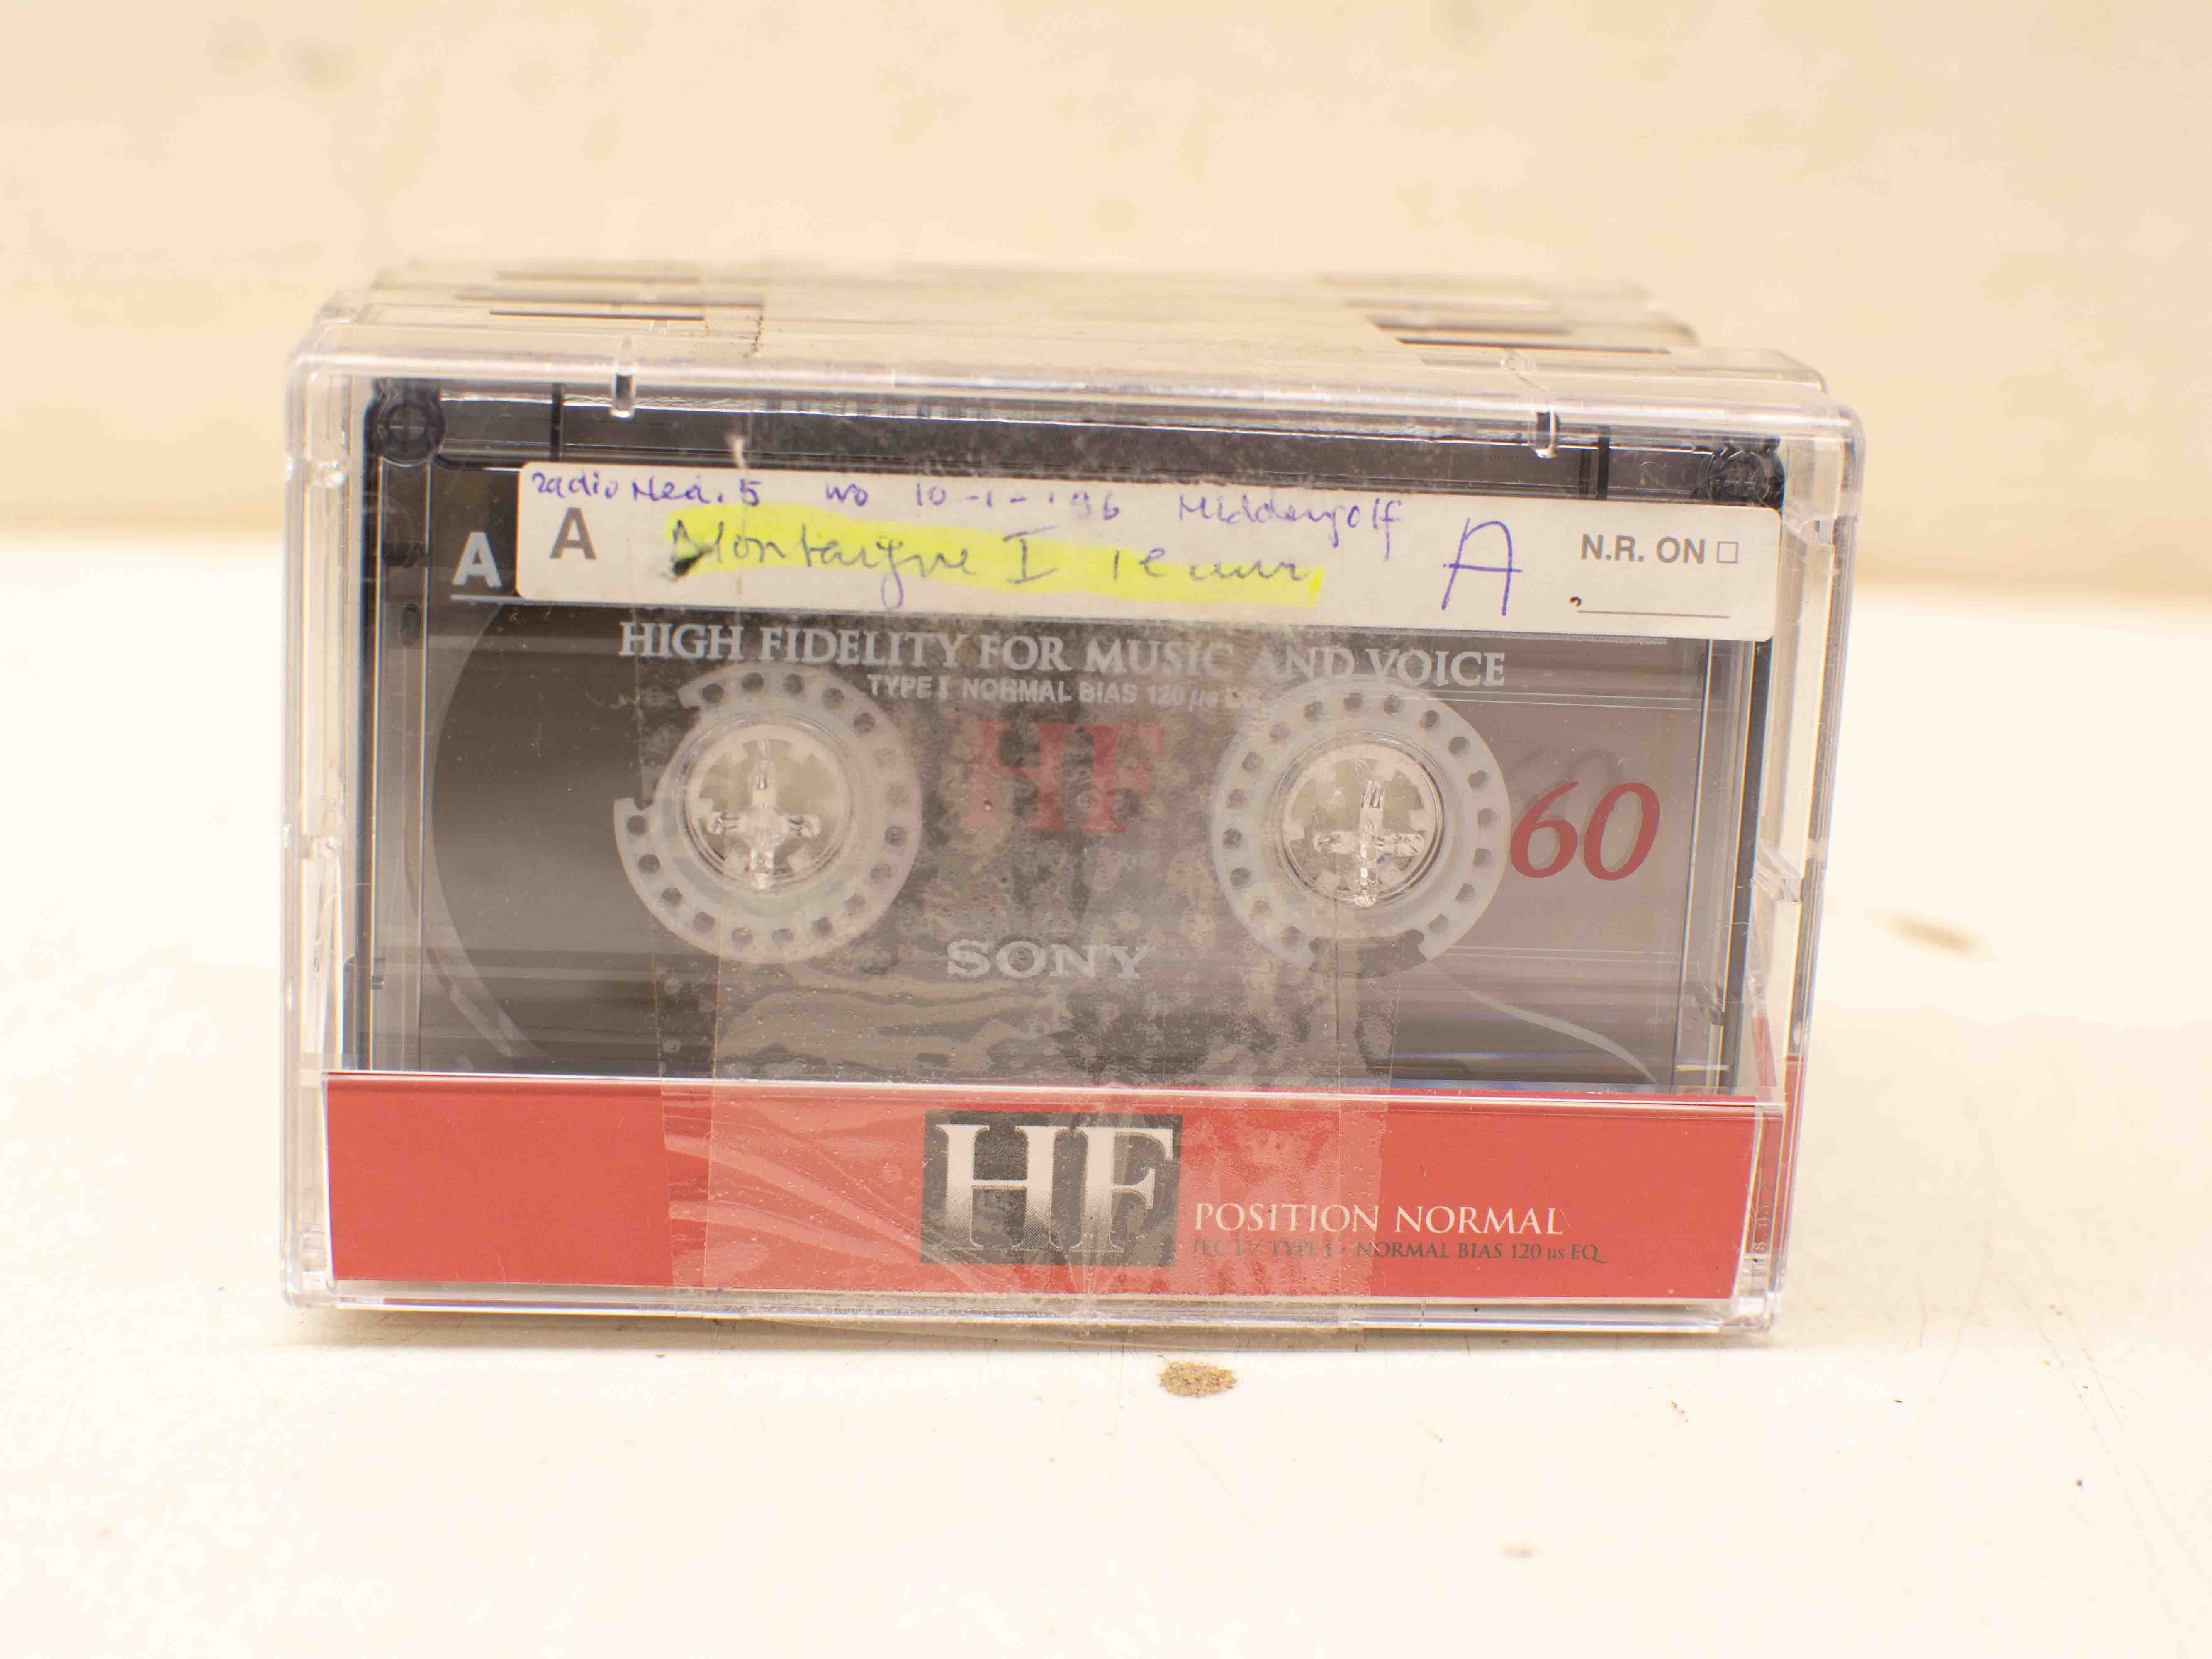 radio Ned. 5 wo 10-1-'96 Middengolf
A A Montaigne I 1e uur A N.R. ON
HIGH FIDELITY FOR MUSIC AND VOICE
TYPE I NORMAL BIAS 120 µs EQ
HF
60
SONY
HF POSITION NORMAL
IEC I / TYPE I · NORMAL BIAS 120 µs EQ